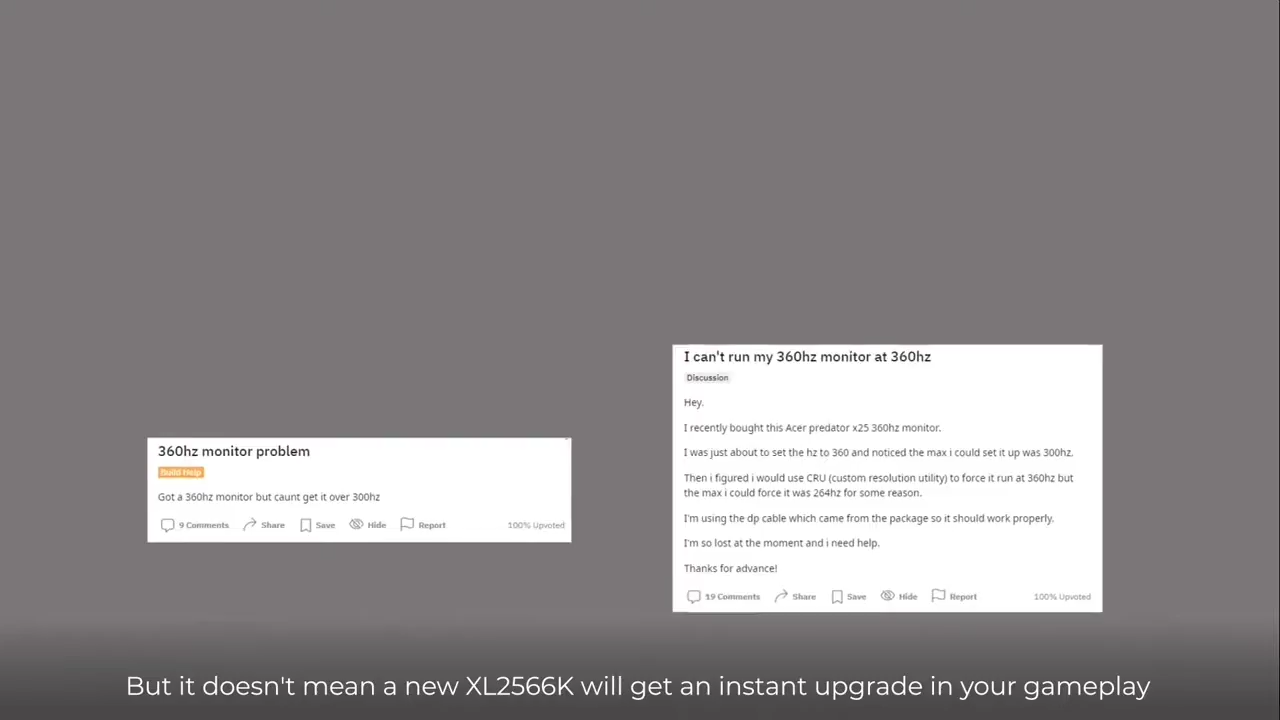 360hz monitor problem
Build Help
Got a 360hz monitor but caunt get it over 300hz
9 Comments Share Save Hide Report 100% Upvoted
I can't run my 360hz monitor at 360hz
Discussion
Hey.
I recently bought this Acer predator x25 360hz monitor.
I was just about to set the hz to 360 and noticed the max i could set it up was 300hz.
Then i figured i would use CRU (custom resolution utility) to force it run at 360hz but
the max i could force it was 264hz for some reason.
I'm using the dp cable which came from the package so it should work properly.
I'm so lost at the moment and i need help.
Thanks for advance!
19 Comments Share Save Hide Report 100% Upvoted
But it doesn't mean a new XL2566K will get an instant upgrade in your gameplay